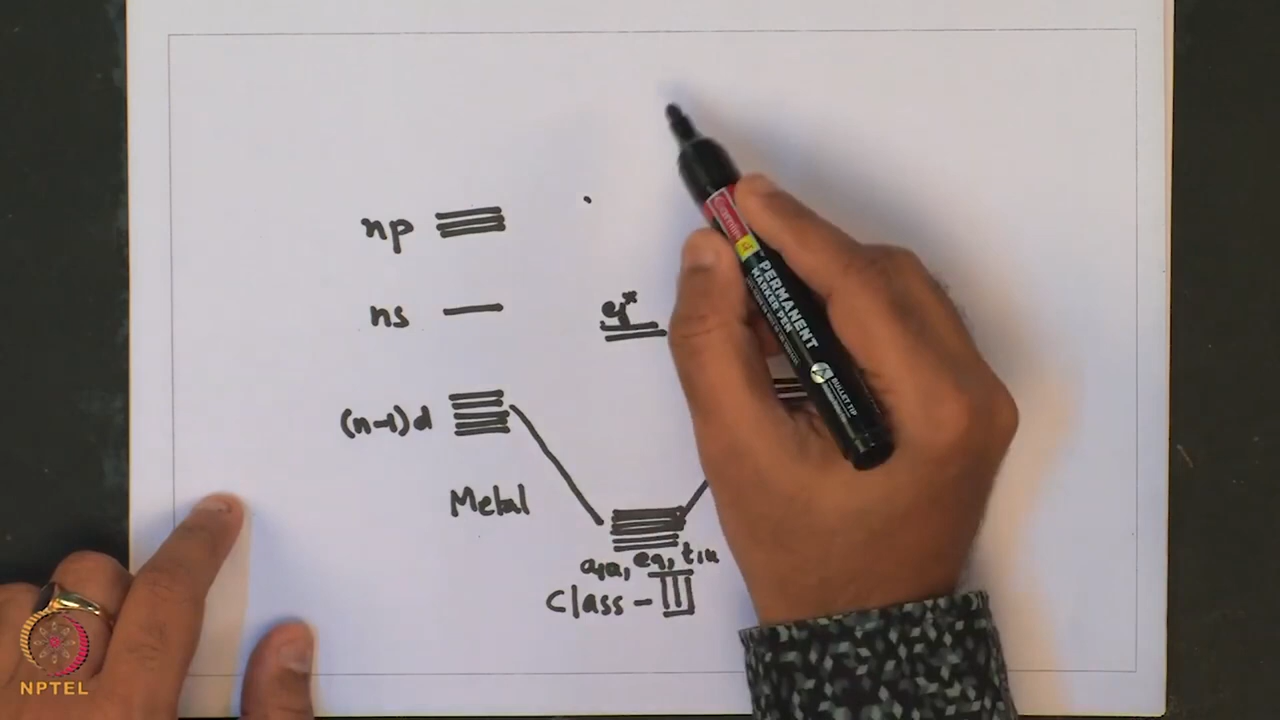 np
ns
eg*
(n-1)d
Metal
a1g, eg, t1u
class - III
PERMANENT
MARKER PEN
BULLET TIP
NPTEL